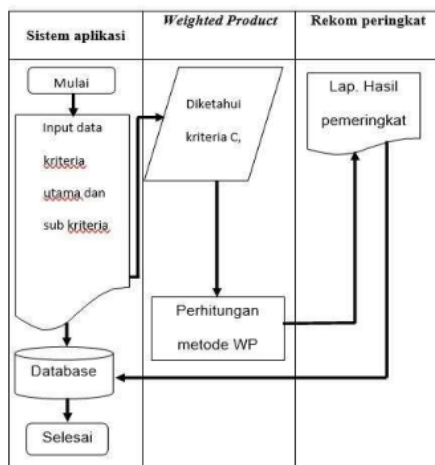 Sistem aplikasi
Weighted Product
Rekom peringkat
Mulai
Input data
kriteria
utama dan
sub kriteria
Database
Selesai
Diketahui
kriteria C,
Perhitungan
metode WP
Lap. Hasil
pemeringkat